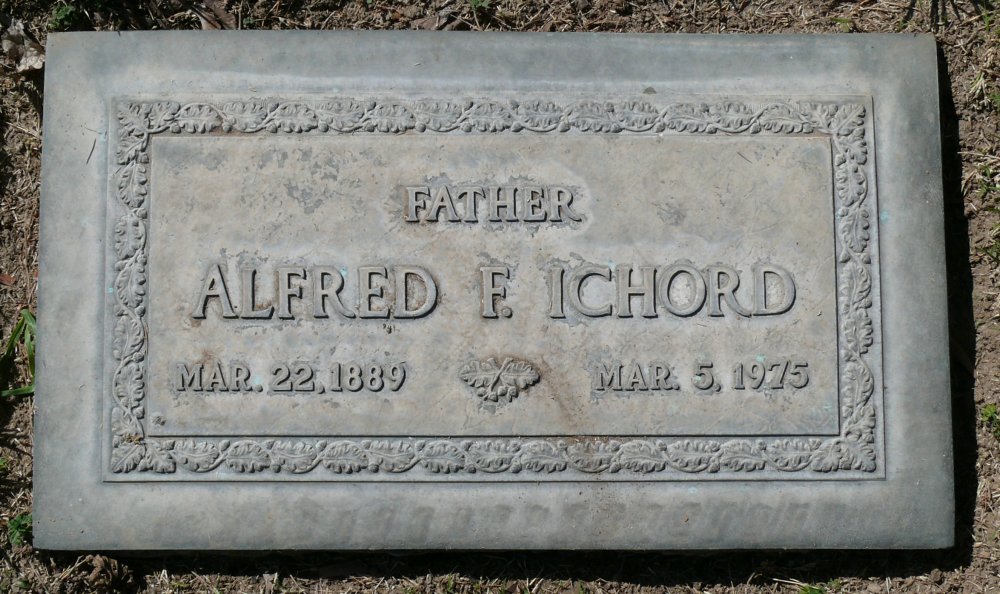 FATHER
ALFRED F. ICHORD
MAR. 22, 1889 MAR. 5, 1975